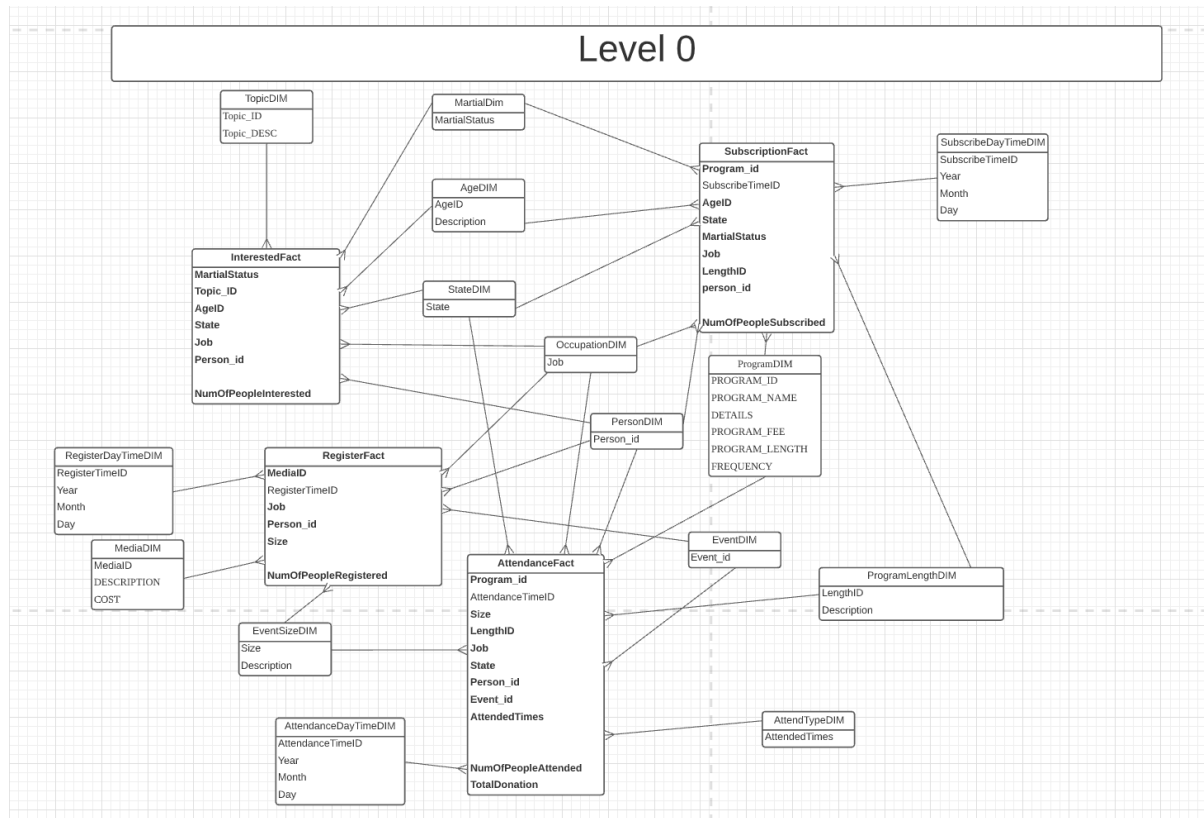 Level 0
TopicDIM
Topic_ID
Topic_DESC
MartialDim
MartialStatus
SubscriptionFact
Program_id
SubscribeTimeID
AgeID
State
MartialStatus
Job
LengthID
person_id
NumOfPeopleSubscribed
SubscribeDayTimeDIM
SubscribeTimeID
Year
Month
Day
AgeDIM
AgeID
Description
InterestedFact
MartialStatus
Topic_ID
AgeID
State
Job
Person_id
NumOfPeopleInterested
StateDIM
State
OccupationDIM
Job
ProgramDIM
PROGRAM_ID
PROGRAM_NAME
DETAILS
PROGRAM_FEE
PROGRAM_LENGTH
FREQUENCY
PersonDIM
Person_id
RegisterDayTimeDIM
RegisterTimeID
Year
Month
Day
RegisterFact
MediaID
RegisterTimeID
Job
Person_id
Size
NumOfPeopleRegistered
MediaDIM
MediaID
DESCRIPTION
COST
EventDIM
Event_id
AttendanceFact
Program_id
AttendanceTimeID
Size
LengthID
Job
State
Person_id
Event_id
AttendedTimes
NumOfPeopleAttended
TotalDonation
ProgramLengthDIM
LengthID
Description
EventSizeDIM
Size
Description
AttendanceDayTimeDIM
AttendanceTimeID
Year
Month
Day
AttendTypeDIM
AttendedTimes